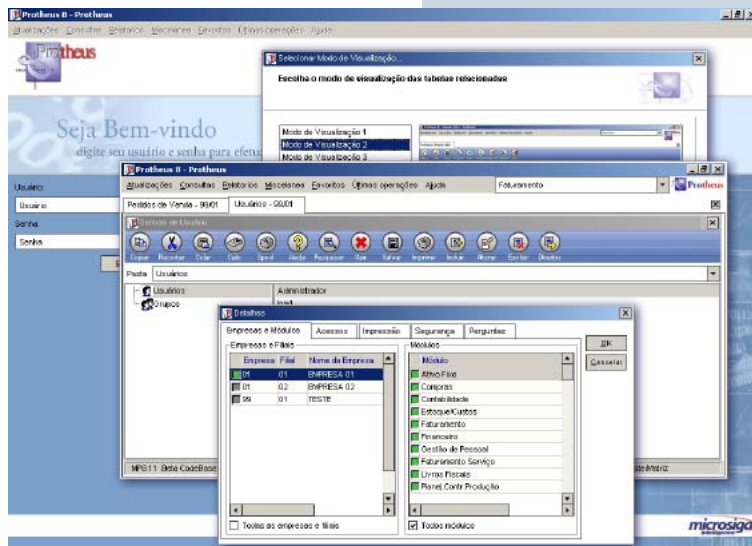 Protheus 8 - Protheus
Atualizações Consultas Relatorios Miscelanea Favoritos Últimas operações Ajuda
Protheus
Seja Bem-vindo
digite seu usuário e senha para efetu
Usuário:
Usuário
Senha:
Senha
Selecionar Modo de Visualização...
Escolha o modo de visualização das tabelas relacionadas
Modo de Visualização 1
Modo de Visualização 2
Modo de Visualização 3
Protheus 8 - Protheus
Atualizações Consultas Relatorios Miscelanea Favoritos Últimas operações Ajuda
Faturamento
Protheus
Pedidos de Venda - 99/01 Usuários - 99/01
Copiar Recortar Colar Calc Spool Ajuda Pesquisar Sair Salvar Imprimir Incluir Alterar Excluir
Pasta Usuários
Usuários Administrador
Grupos
Detalhes
Empresas e Módulos Acessos Impressão Segurança Perguntas
Empresas e Filiais
Empresa Filial Nome da Empresa
01 01 EMPRESA 01
01 02 EMPRESA 02
99 01 TESTE
Todas as empresas e filiais
Módulos
Módulo
Ativo Fixo
Compras
Contabilidade
Estoque/Custos
Faturamento
Financeiro
Gestão de Pessoal
Faturamento Serviço
Livros Fiscais
Planej.Contr Produção
Todos módulos
OK
Cancelar
MP8.11 Beta CodeBase
microsiga